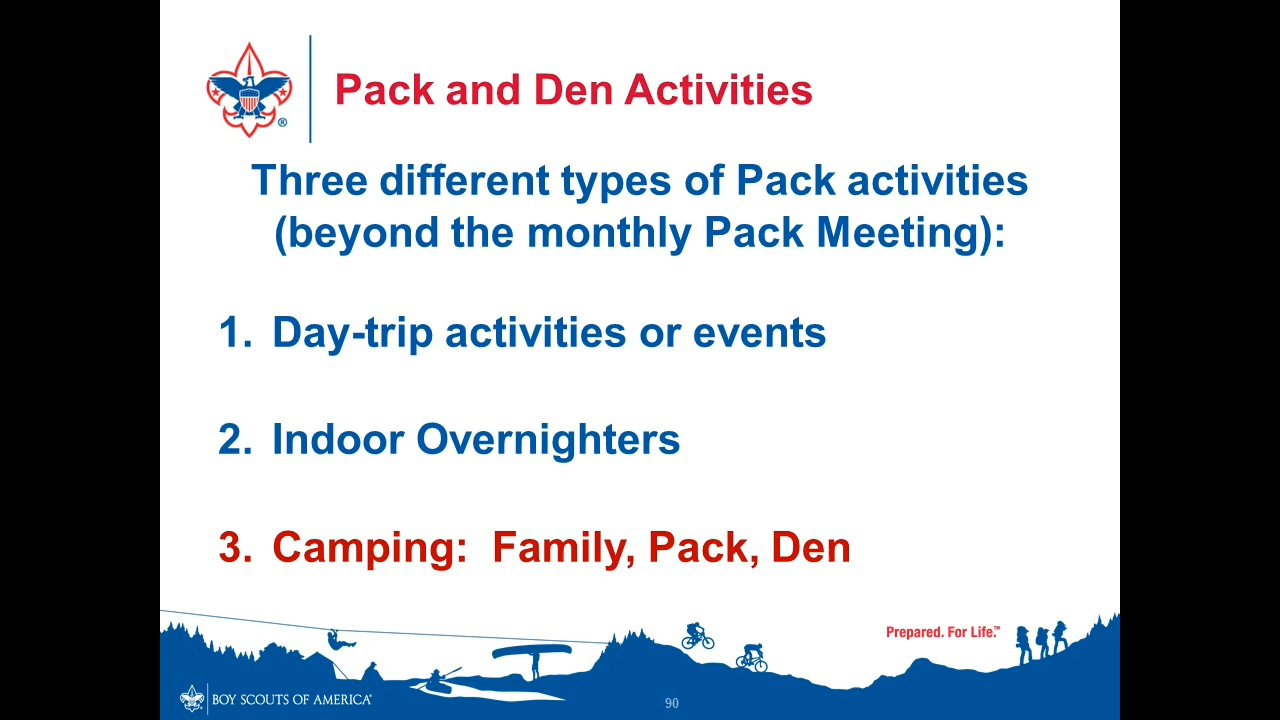 Pack and Den Activities
Three different types of Pack activities
(beyond the monthly Pack Meeting):
1. Day-trip activities or events
2. Indoor Overnighters
3. Camping: Family, Pack, Den
Prepared. For Life.™
BOY SCOUTS OF AMERICA®
90